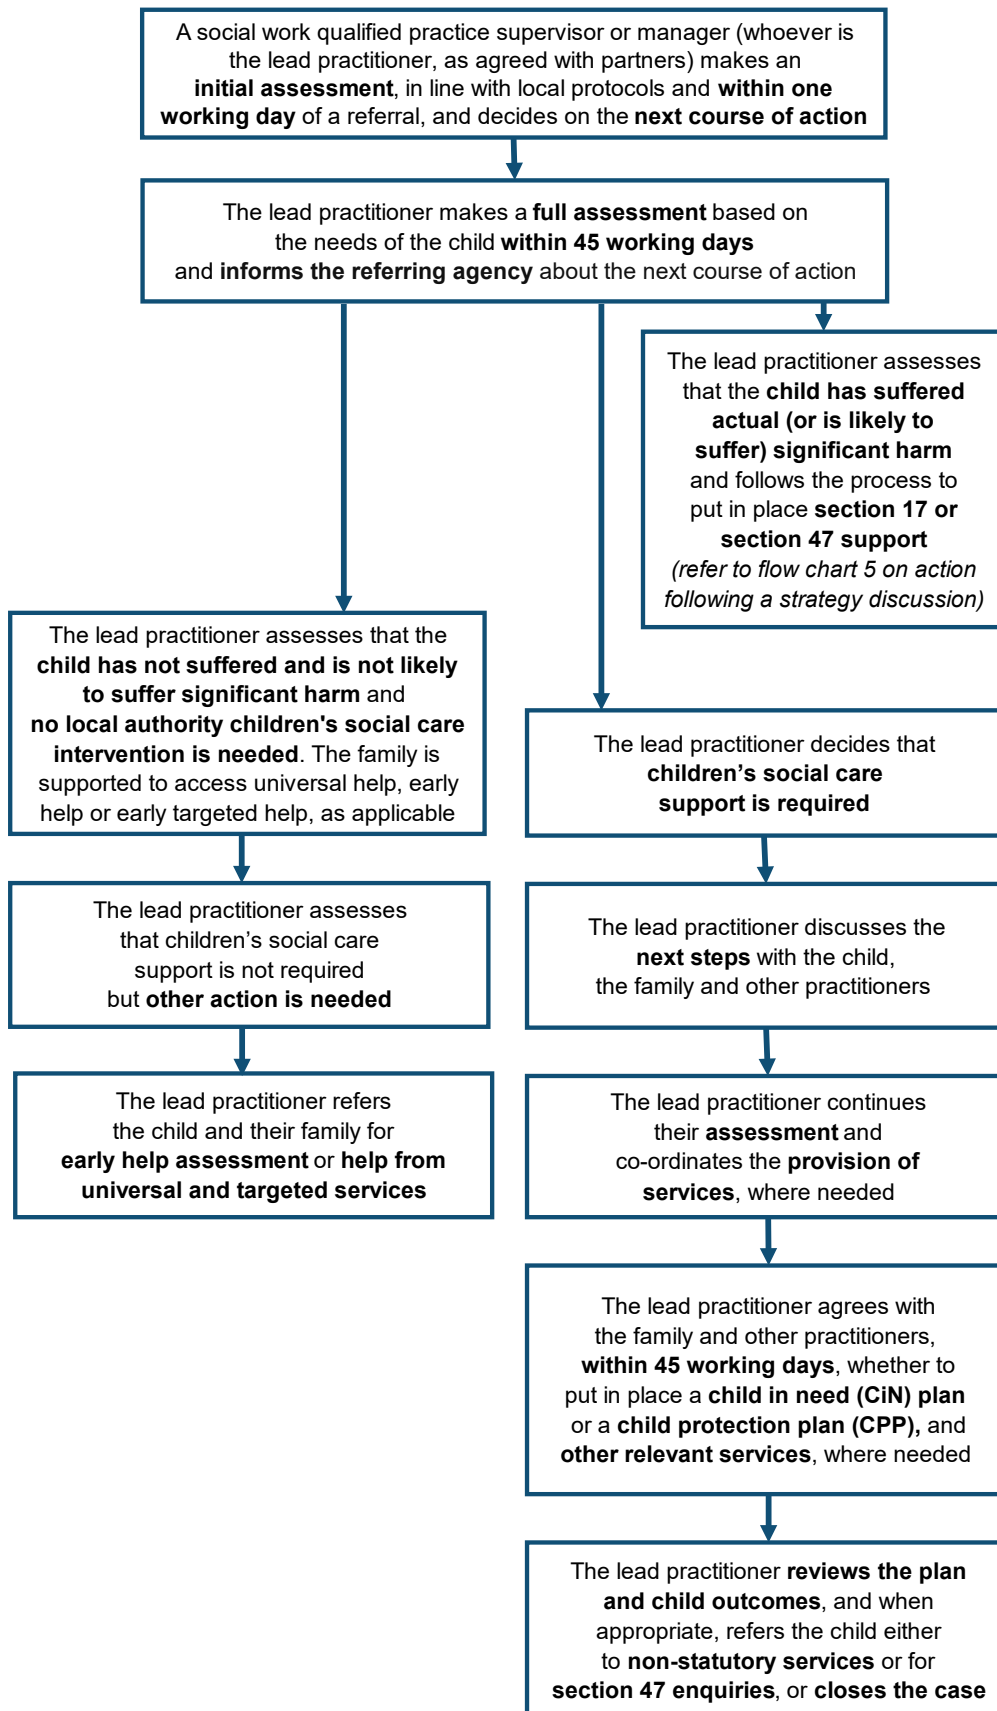 A social work qualified practice supervisor or manager (whoever is
the lead practitioner, as agreed with partners) makes an
initial assessment, in line with local protocols and within one
working day of a referral, and decides on the next course of action
The lead practitioner makes a full assessment based on
the needs of the child within 45 working days
and informs the referring agency about the next course of action
The lead practitioner assesses
that the child has suffered
actual (or is likely to
suffer) significant harm
and follows the process to
put in place section 17 or
section 47 support
(refer to flow chart 5 on action
following a strategy discussion)
The lead practitioner assesses that the
child has not suffered and is not likely
to suffer significant harm and
no local authority children's social care
intervention is needed. The family is
supported to access universal help, early
help or early targeted help, as applicable
The lead practitioner decides that
children’s social care
support is required
The lead practitioner assesses
that children’s social care
support is not required
but other action is needed
The lead practitioner discusses the
next steps with the child,
the family and other practitioners
The lead practitioner refers
the child and their family for
early help assessment or help from
universal and targeted services
The lead practitioner continues
their assessment and
co-ordinates the provision of
services, where needed
The lead practitioner agrees with
the family and other practitioners,
within 45 working days, whether to
put in place a child in need (CiN) plan
or a child protection plan (CPP), and
other relevant services, where needed
The lead practitioner reviews the plan
and child outcomes, and when
appropriate, refers the child either
to non-statutory services or for
section 47 enquiries, or closes the case